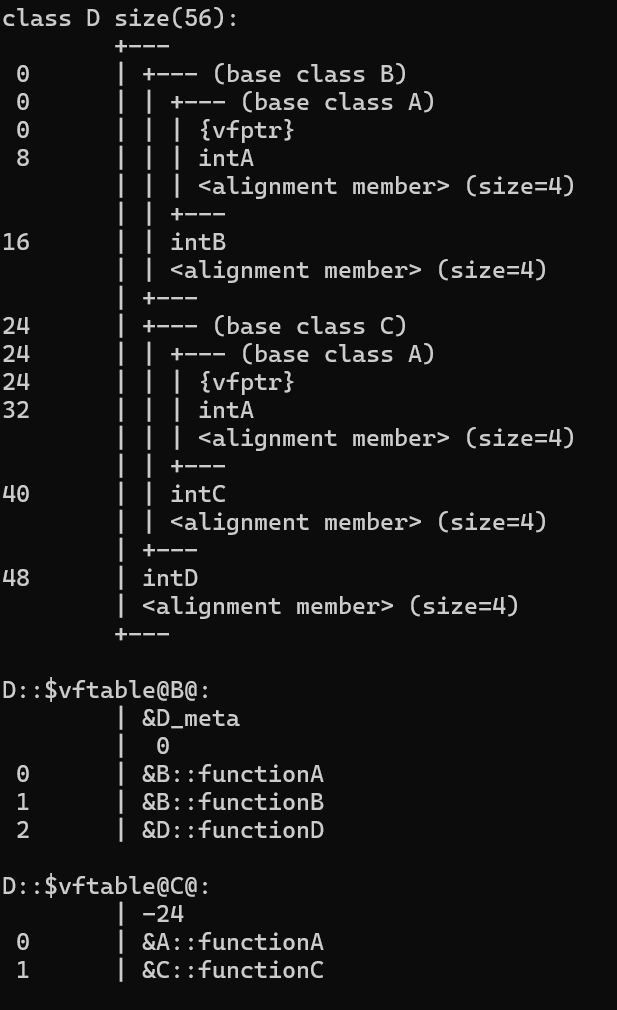 class D size(56):
        +---
 0      | +--- (base class B)
 0      | | +--- (base class A)
 0      | | | {vfptr}
 8      | | | intA
        | | | <alignment member> (size=4)
        | | +---
16      | | intB
        | | <alignment member> (size=4)
        | +---
24      | +--- (base class C)
24      | | +--- (base class A)
24      | | | {vfptr}
32      | | | intA
        | | | <alignment member> (size=4)
        | | +---
40      | | intC
        | | <alignment member> (size=4)
        | +---
48      | intD
        | <alignment member> (size=4)
        +---

D::$vftable@B@:
        | &D_meta
        |  0
 0      | &B::functionA
 1      | &B::functionB
 2      | &D::functionD

D::$vftable@C@:
        | -24
 0      | &A::functionA
 1      | &C::functionC